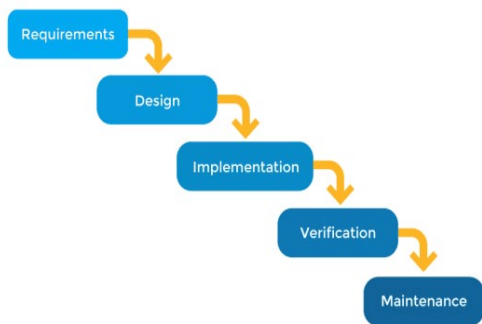 Requirements
Design
Implementation
Verification
Maintenance